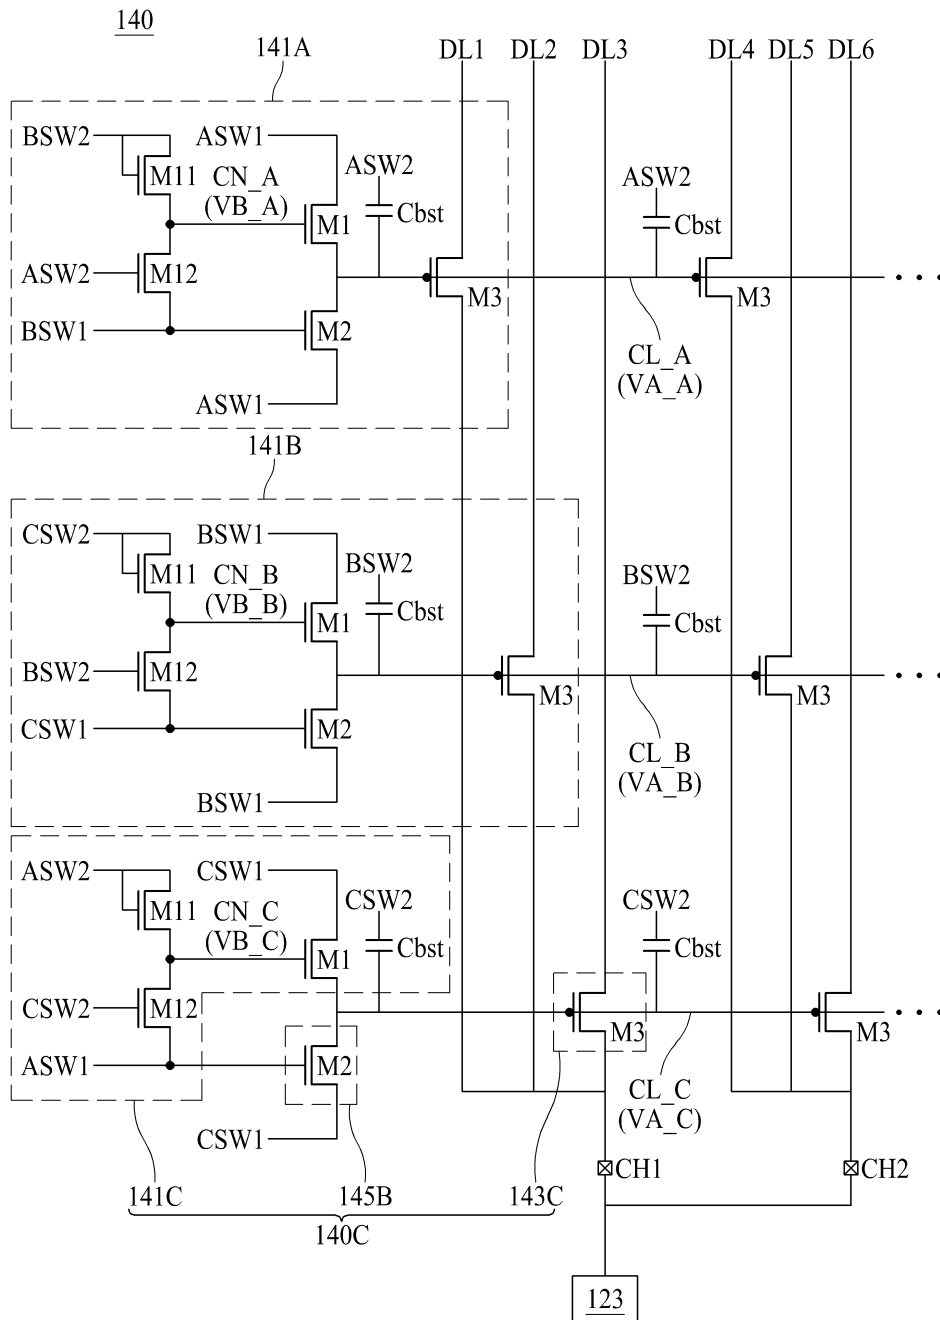 140
141A
DL1 DL2 DL3 DL4 DL5 DL6
BSW2
ASW1
M11
CN_A
(VB_A)
ASW2
Cbst
M1
ASW2
Cbst
ASW2
M12
M3
M3
BSW1
M2
CL_A
(VA_A)
ASW1
141B
CSW2
BSW1
M11
CN_B
(VB_B)
BSW2
Cbst
M1
BSW2
Cbst
BSW2
M12
M3
M3
CSW1
M2
CL_B
(VA_B)
BSW1
ASW2
CSW1
M11
CN_C
(VB_C)
CSW2
Cbst
M1
CSW2
Cbst
CSW2
M12
M3
M3
ASW1
M2
CL_C
(VA_C)
CSW1
CH1
CH2
141C
145B
143C
140C
123